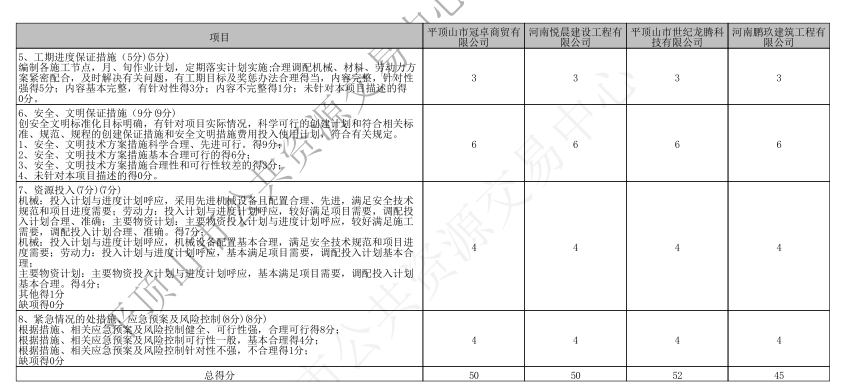 项目 平顶山市冠卓商贸有限公司 河南悦晨建设工程有限公司 平顶山市世纪龙腾科技有限公司 河南鹏玖建筑工程有限公司
5、工期进度保证措施（5分)(5分)
编制各施工节点，月、旬作业计划，定期落实计划实施;合理调配机械、材料、劳动力方
案紧密配合，及时解决有关问题，有工期目标及奖惩办法合理得当，内容完整，针对性
强得5分；内容基本完整，有针对性得3分；内容不完整得1分；未针对本项目描述的得
0分。
3 3 3 3
6、安全、文明保证措施（9分)(9分)
创安全文明标准化目标明确，有针对项目实际情况，科学可行的创建计划和符合相关标
准、规范、规程的创建保证措施和安全文明措施费用投入使用计划，符合有关规定。
1、安全、文明技术方案措施科学合理、先进可行。得9分；
2、安全、文明技术方案措施基本合理可行的得6分；
3、安全、文明技术方案措施合理性和可行性较差的得3分；
4、未针对本项目描述的得0分。
6 6 6 6
7、资源投入(7分)(7分)
机械：投入计划与进度计划呼应，采用先进机械设备且配置合理、先进，满足安全技术
规范和项目进度需要；劳动力：投入计划与进度计划呼应，较好满足项目需要，调配投
入计划合理、准确；主要物资计划：主要物资投入计划与进度计划呼应，较好满足施工
需要，调配投入计划合理、准确。得7分；
机械：投入计划与进度计划呼应，机械设备配置基本合理，满足安全技术规范和项目进
度需要；劳动力：投入计划与进度计划呼应，基本满足项目需要，调配投入计划基本合
理；
主要物资计划：主要物资投入计划与进度计划呼应，基本满足项目需要，调配投入计划
基本合理。得4分；
其他得1分
缺项得0分
4 4 4 4
8、紧急情况的处措施、应急预案及风险控制(8分)(8分)
根据措施、相关应急预案及风险控制健全、可行性强，合理可行得8分；
根据措施、相关应急预案及风险控制可行性一般，基本合理得4分；
根据措施、相关应急预案及风险控制针对性不强，不合理得1分；
缺项得0分
4 4 4 4
总得分 50 50 52 45
平顶山市公共资源交易中心
市公共资源交易中心